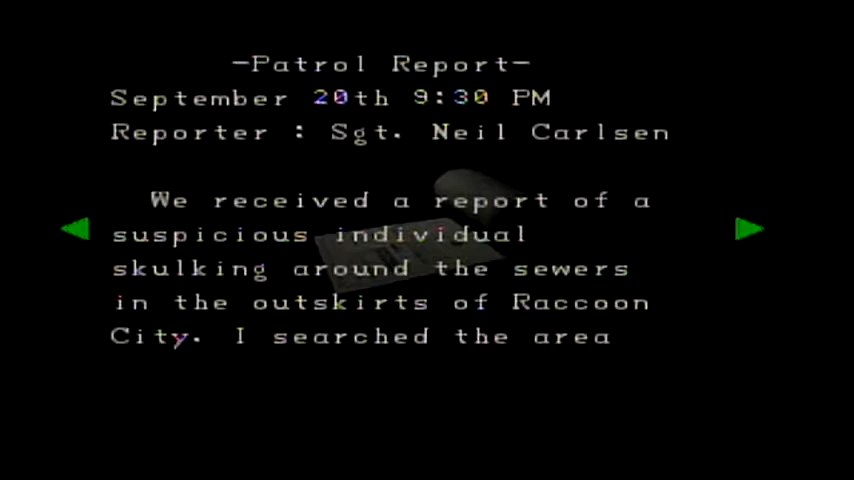 -Patrol Report-
September 20th 9:30 PM
Reporter : Sgt. Neil Carlsen
We received a report of a
suspicious individual
skulking around the sewers
in the outskirts of Raccoon
City. I searched the area